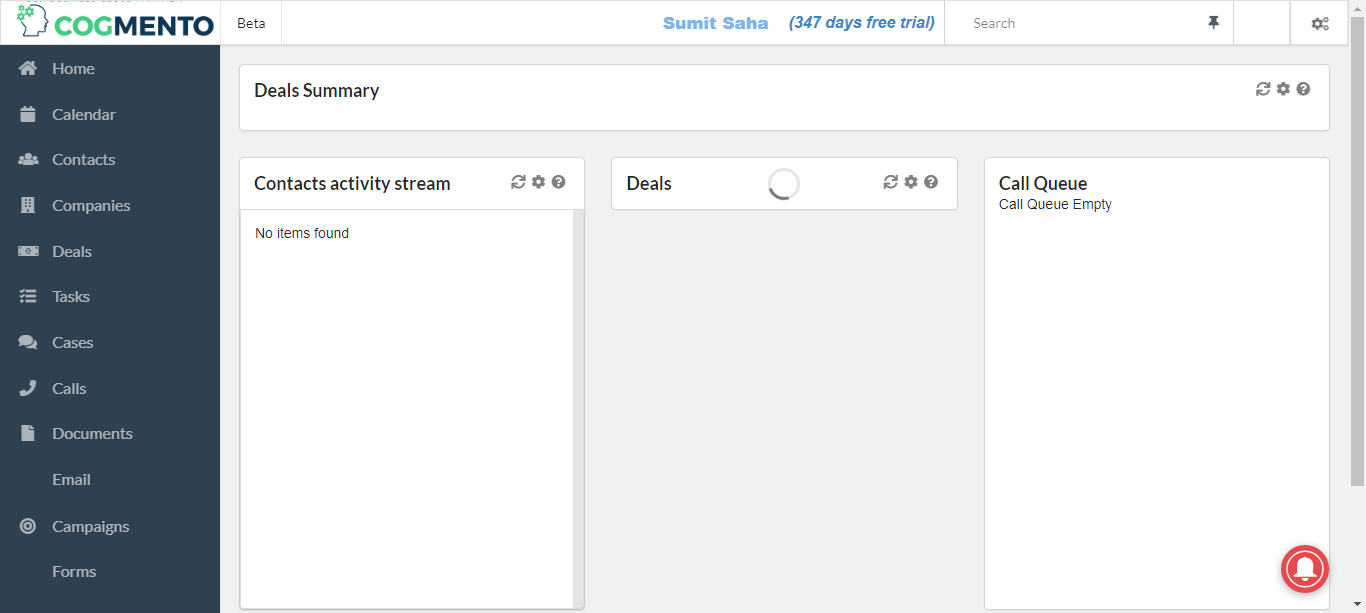 COGMENTO
Beta
Sumit Saha (347 days free trial)
Search
Home
Calendar
Contacts
Companies
Deals
Tasks
Cases
Calls
Documents
Email
Campaigns
Forms
Deals Summary
Contacts activity stream
No items found
Deals
Call Queue
Call Queue Empty